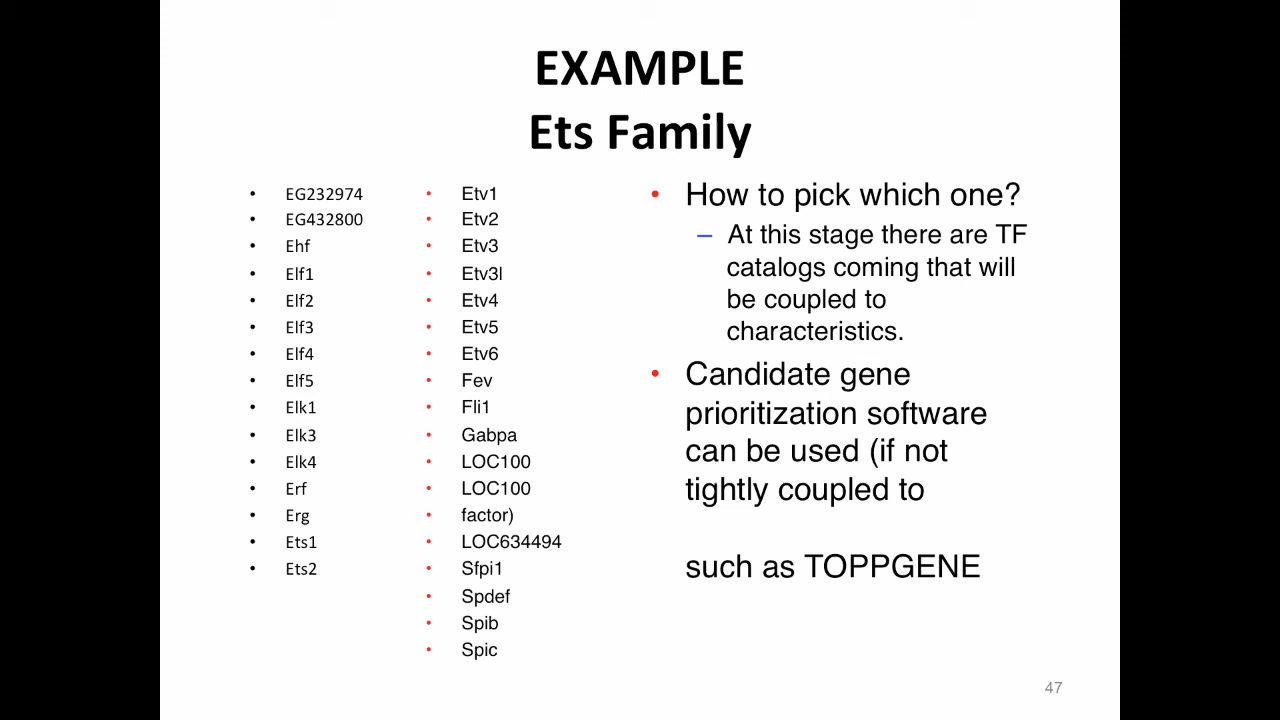 EXAMPLE
Ets Family
• EG232974
• EG432800
• Ehf
• Elf1
• Elf2
• Elf3
• Elf4
• Elf5
• Elk1
• Elk3
• Elk4
• Erf
• Erg
• Ets1
• Ets2
• Etv1
• Etv2
• Etv3
• Etv3l
• Etv4
• Etv5
• Etv6
• Fev
• Fli1
• Gabpa
• LOC100
• LOC100
• factor)
• LOC634494
• Sfpi1
• Spdef
• Spib
• Spic
• How to pick which one?
– At this stage there are TF
catalogs coming that will
be coupled to
characteristics.
• Candidate gene
prioritization software
can be used (if not
tightly coupled to
such as TOPPGENE
47